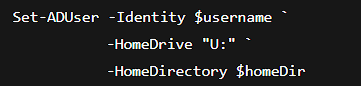 Set-ADUser -Identity $username `
-HomeDrive "U:" `
-HomeDirectory $homeDir